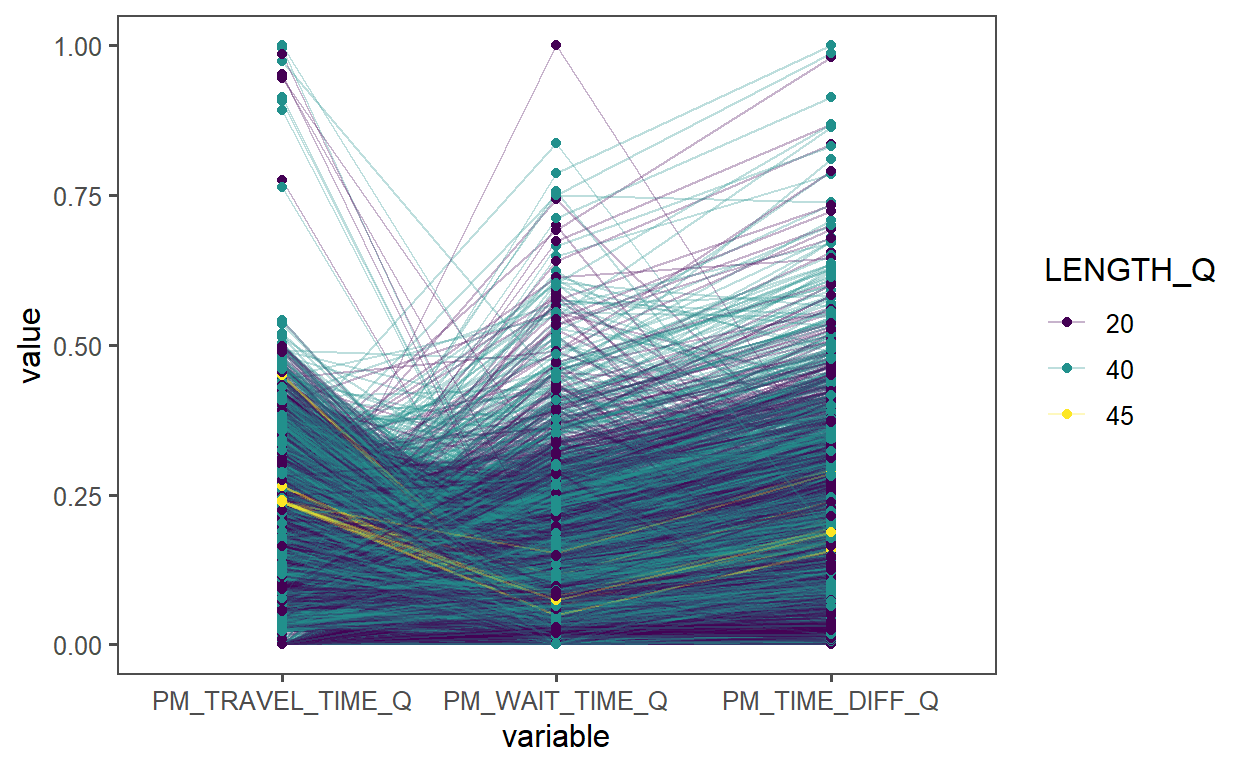 1.00
0.75
0.50
0.25
0.00
value
PM_TRAVEL_TIME_Q PM_WAIT_TIME_Q PM_TIME_DIFF_Q
variable
LENGTH_Q
20
40
45